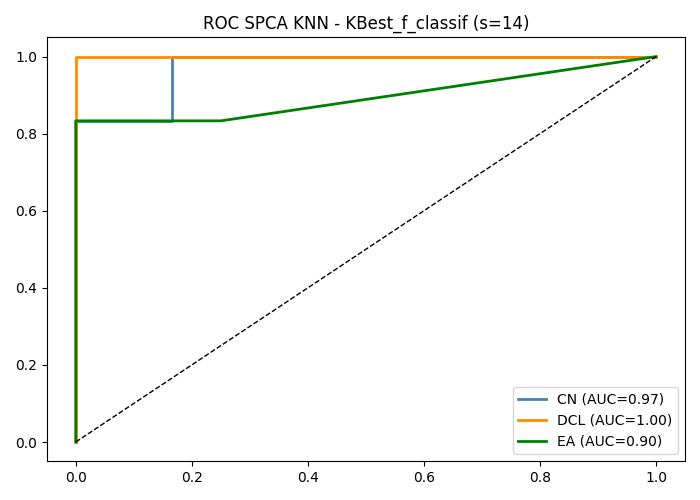 ROC SPCA KNN - KBest_f_classif (s=14)
1.0
0.8
0.6
0.4
0.2
0.0
0.0 0.2 0.4 0.6 0.8 1.0
CN (AUC=0.97)
DCL (AUC=1.00)
EA (AUC=0.90)